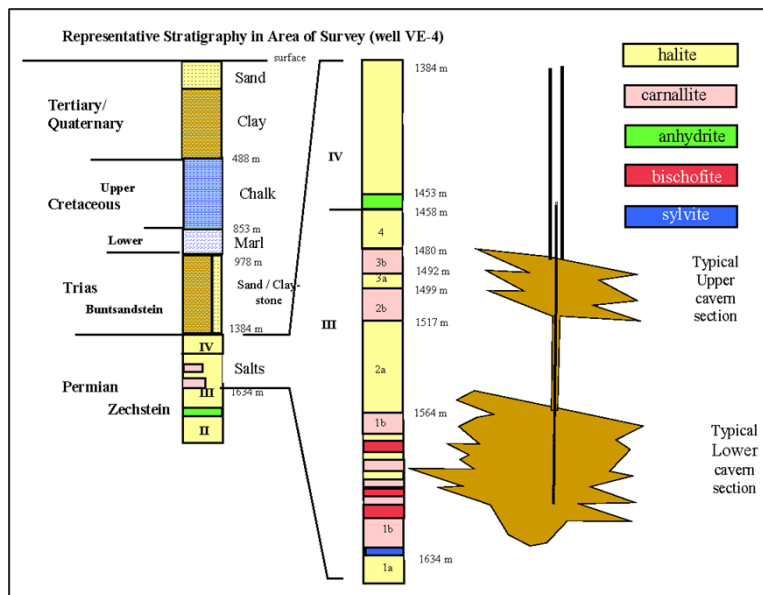 Representative Stratigraphy in Area of Survey (well VE-4)
surface
Sand
Tertiary/
Quaternary
Clay
488 m
Upper
Cretaceous
Chalk
853 m
Lower
Marl
978 m
Trias
Sand / Clay-
stone
Buntsandstein
1384 m
IV
Salts
Permian
III
1634 m
Zechstein
II
1384 m
IV
1453 m
1458 m
4
1480 m
3b
1492 m
3a
1499 m
2b
III
1517 m
2a
1564 m
1b
1b
1634 m
1a
halite
carnallite
anhydrite
bischofite
sylvite
Typical
Upper
cavern
section
Typical
Lower
cavern
section